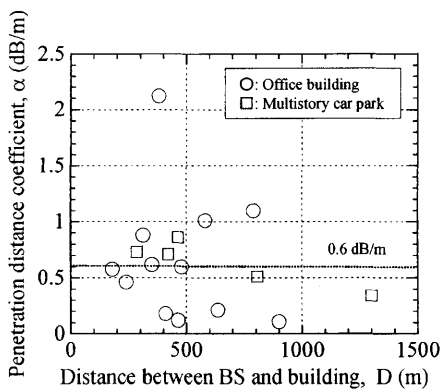 Penetration distance coefficient, α (dB/m)
2.5
2
1.5
1
0.5
0
○: Office building
□: Multistory car park
0.6 dB/m
0 500 1000 1500
Distance between BS and building, D (m)